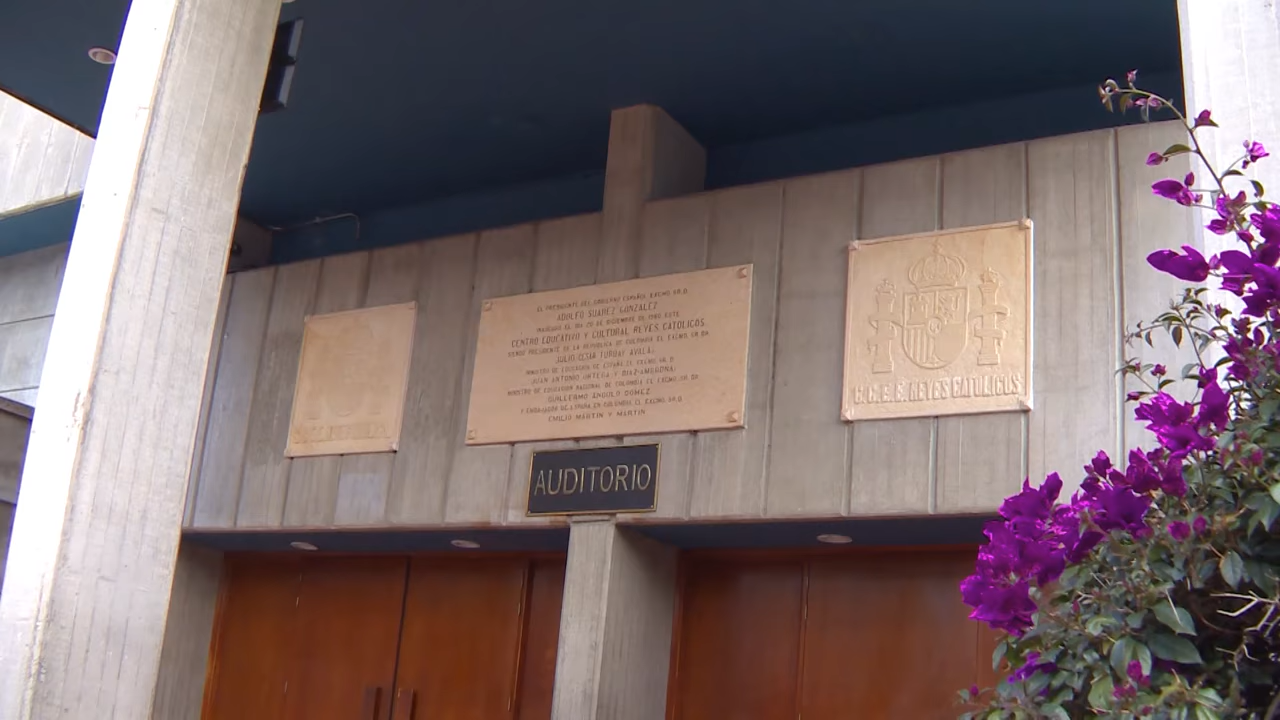 EL PRESIDENTE DEL GOBIERNO ESPAÑOL EXCMO. SR. D.
ADOLFO SUAREZ GONZALEZ
INAUGURO EL DIA DE DICIEMBRE DE ESTE
CENTRO EDUCATIVO Y CULTURAL REYES CATOLICOS
SIENDO PRESIDENTE DE LA REPUBLICA DE COLOMBIA EL EXCMO. SR. DR.
JULIO CESAR TURBAY AYALA;
MINISTRO DE EDUCACION DE ESPAÑA EL EXCMO. SR. D.
JUAN ANTONIO ORTEGA Y DIAZ-AMBRONA;
MINISTRO DE EDUCACION NACIONAL DE COLOMBIA EL EXCMO. SR. DR.
GUILLERMO ANGULO GOMEZ
Y EMBAJADOR DE ESPAÑA EN COLOMBIA EL EXCMO. SR. D.
EMILIO MARTIN Y MARTIN
AUDITORIO
REYES CATOLICOS